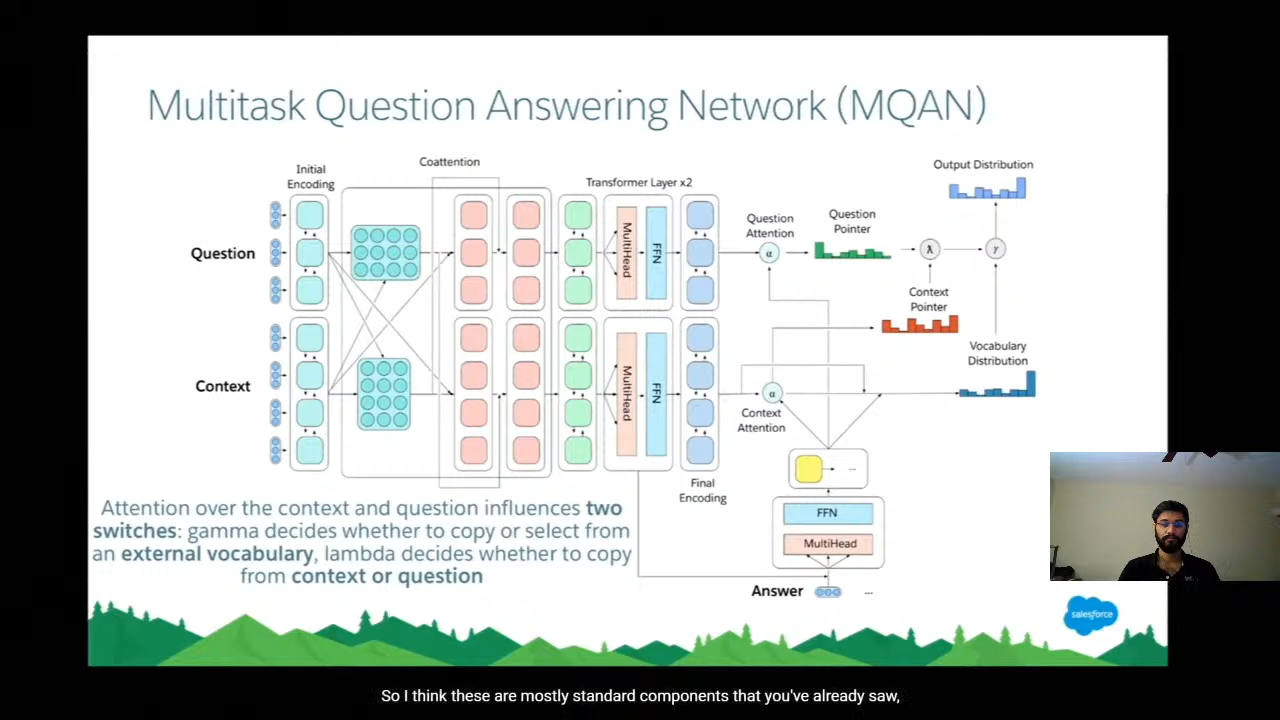 Multitask Question Answering Network (MQAN)
Initial
Encoding
Coattention
Transformer Layer x2
Output Distribution
Question
Attention
Question
Pointer
Question
MultiHead
FFN
α
λ
γ
Context
Pointer
Vocabulary
Distribution
Context
MultiHead
FFN
α
Context
Attention
Final
Encoding
...
FFN
MultiHead
Answer
...
Attention over the context and question influences two
switches: gamma decides whether to copy or select from
an external vocabulary, lambda decides whether to copy
from context or question
salesforce
So I think these are mostly standard components that you've already saw,